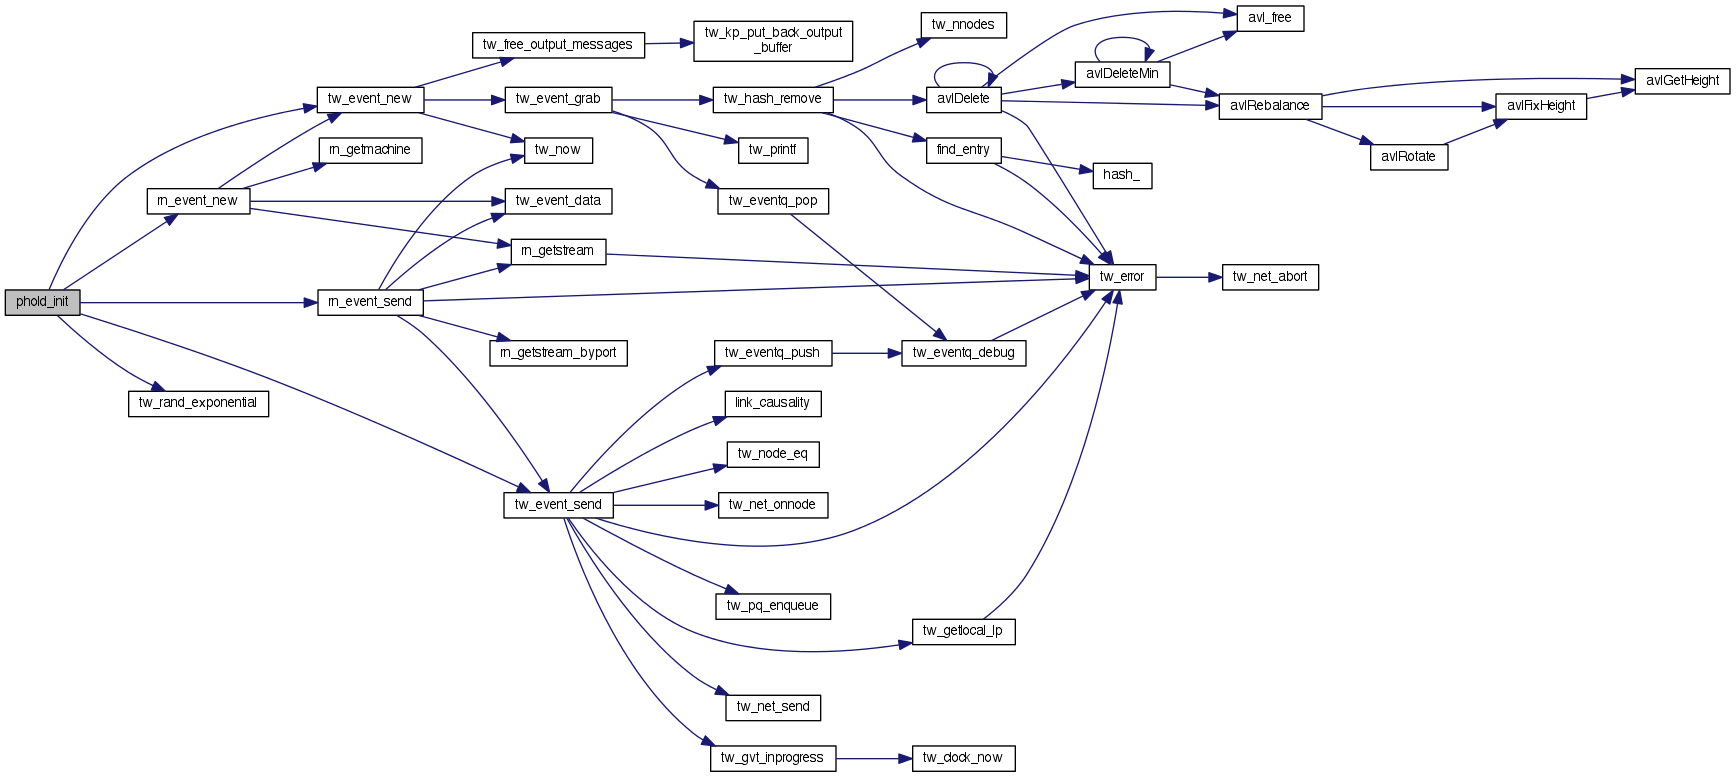 phold_init
rn_event_new
tw_rand_exponential
tw_event_new
rn_getmachine
rn_event_send
tw_free_output_messages
tw_event_grab
tw_now
tw_event_data
rn_getstream
rn_getstream_byport
tw_event_send
tw_kp_put_back_output
_buffer
tw_hash_remove
tw_printf
tw_eventq_pop
tw_eventq_push
link_causality
tw_node_eq
tw_net_onnode
tw_pq_enqueue
tw_net_send
tw_gvt_inprogress
tw_nnodes
avlDelete
find_entry
tw_eventq_debug
tw_getlocal_lp
tw_clock_now
avlDeleteMin
hash_
tw_error
avl_free
avlRebalance
tw_net_abort
avlRotate
avlFixHeight
avlGetHeight